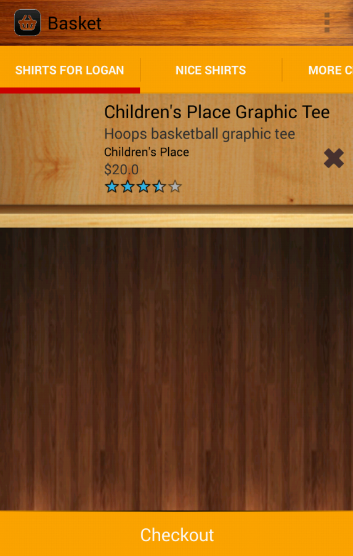 Basket
SHIRTS FOR LOGAN
NICE SHIRTS
MORE C
Children's Place Graphic Tee
Hoops basketball graphic tee
Children's Place
$20.0
Checkout